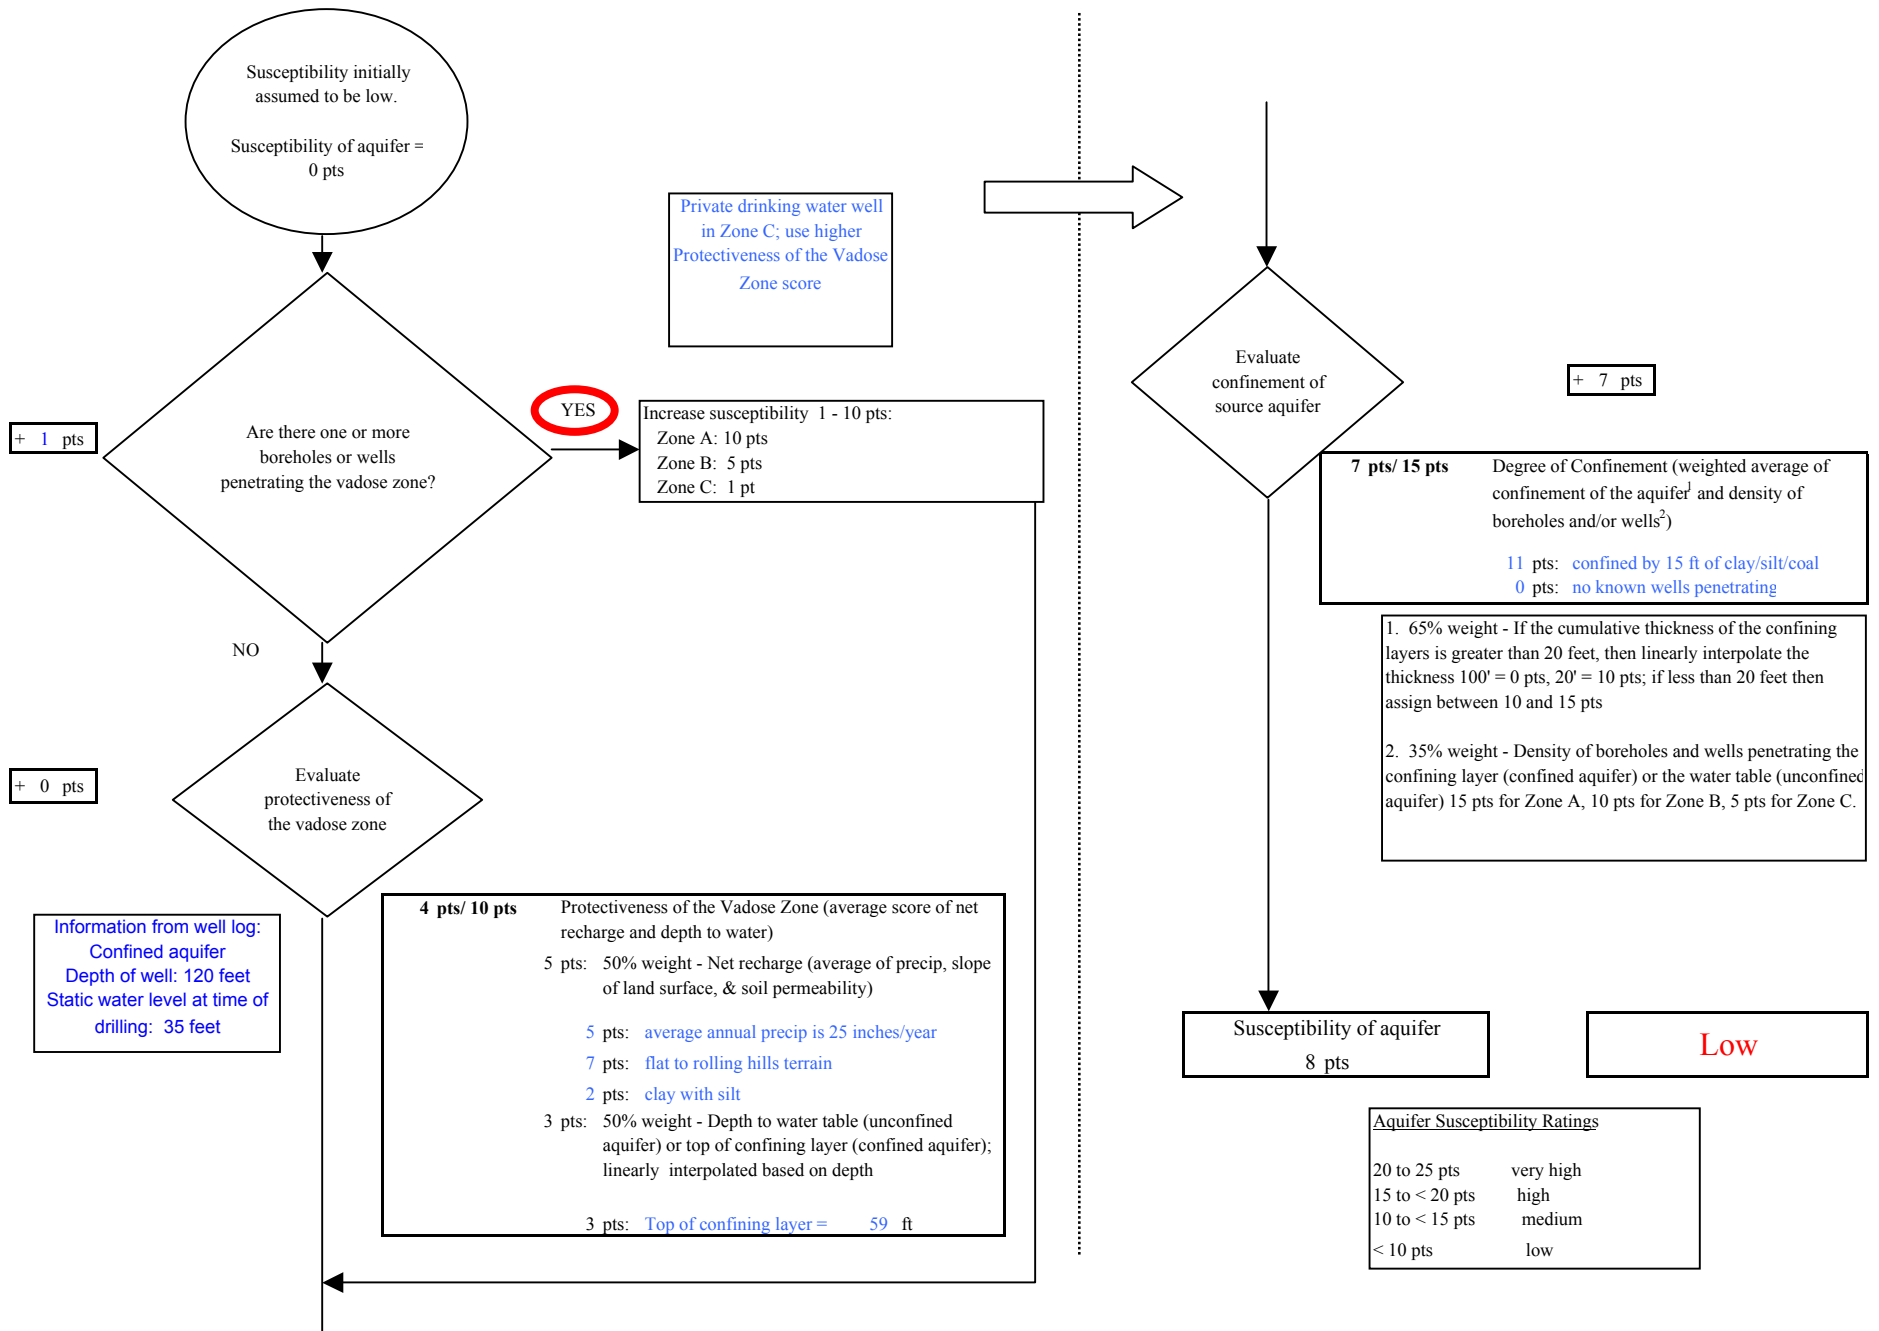 Susceptibility initially
assumed to be low.
Susceptibility of aquifer =
0 pts
Private drinking water well
in Zone C; use higher
Protectiveness of the Vadose
Zone score
+ 1 pts
Are there one or more
boreholes or wells
penetrating the vadose zone?
YES
Increase susceptibility 1 - 10 pts:
Zone A: 10 pts
Zone B: 5 pts
Zone C: 1 pt
NO
+ 0 pts
Evaluate
protectiveness of
the vadose zone
Information from well log:
Confined aquifer
Depth of well: 120 feet
Static water level at time of
drilling: 35 feet
4 pts/ 10 pts Protectiveness of the Vadose Zone (average score of net
recharge and depth to water)
5 pts: 50% weight - Net recharge (average of precip, slope
of land surface, & soil permeability)
5 pts: average annual precip is 25 inches/year
7 pts: flat to rolling hills terrain
2 pts: clay with silt
3 pts: 50% weight - Depth to water table (unconfined
aquifer) or top of confining layer (confined aquifer);
linearly interpolated based on depth
3 pts: Top of confining layer = 59 ft
Evaluate
confinement of
source aquifer
+ 7 pts
7 pts/ 15 pts Degree of Confinement (weighted average of
confinement of the aquifer1 and density of
boreholes and/or wells2)
11 pts: confined by 15 ft of clay/silt/coal
0 pts: no known wells penetrating
1. 65% weight - If the cumulative thickness of the confining
layers is greater than 20 feet, then linearly interpolate the
thickness 100' = 0 pts, 20' = 10 pts; if less than 20 feet then
assign between 10 and 15 pts
2. 35% weight - Density of boreholes and wells penetrating the
confining layer (confined aquifer) or the water table (unconfined
aquifer) 15 pts for Zone A, 10 pts for Zone B, 5 pts for Zone C.
Susceptibility of aquifer
8 pts
Low
Aquifer Susceptibility Ratings
20 to 25 pts very high
15 to < 20 pts high
10 to < 15 pts medium
< 10 pts low